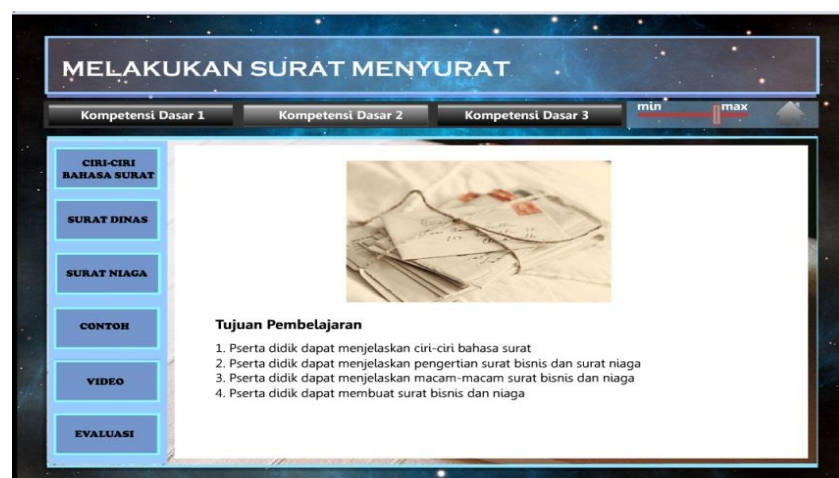 MELAKUKAN SURAT MENYURAT
Kompetensi Dasar 1
Kompetensi Dasar 2
Kompetensi Dasar 3
min
max
CIRI-CIRI
BAHASA SURAT
SURAT DINAS
SURAT NIAGA
CONTOH
VIDEO
EVALUASI
Tujuan Pembelajaran
1. Pserta didik dapat menjelaskan ciri-ciri bahasa surat
2. Pserta didik dapat menjelaskan pengertian surat bisnis dan surat niaga
3. Pserta didik dapat menjelaskan macam-macam surat bisnis dan niaga
4. Pserta didik dapat membuat surat bisnis dan niaga